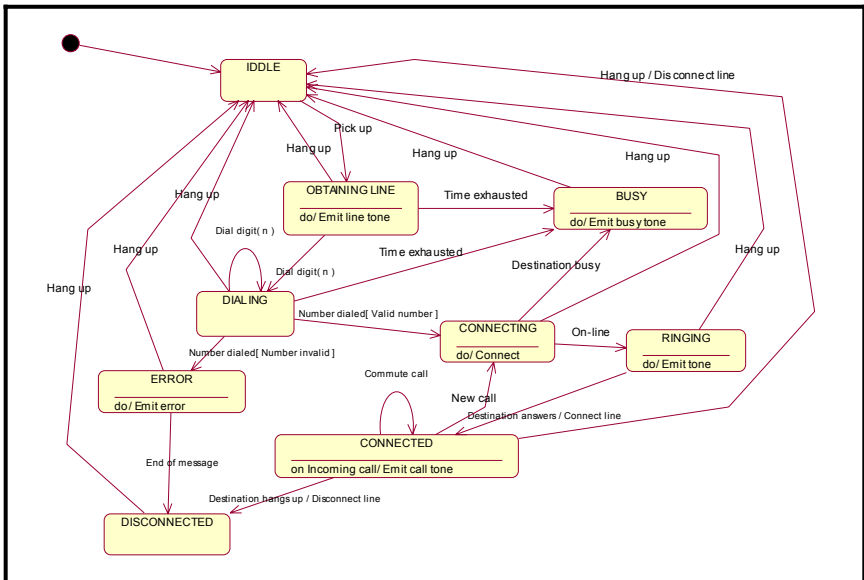 IDDLE
Hang up / Disconnect line
Pick up
Hang up
Hang up
Hang up
OBTAINING LINE
do/ Emit line tone
Time exhausted
BUSY
do/ Emit busy tone
Hang up
Dial digit( n )
Hang up
Time exhausted
Hang up
Destination busy
Dial digit( n )
Hang up
DIALING
Number dialed[ Valid number ]
CONNECTING
do/ Connect
On-line
RINGING
do/ Emit tone
Number dialed[ Number invalid ]
ERROR
do/ Emit error
Commute call
New call
Destination answers / Connect line
CONNECTED
on Incoming call/ Emit call tone
End of message
Destination hangs up / Disconnect line
DISCONNECTED